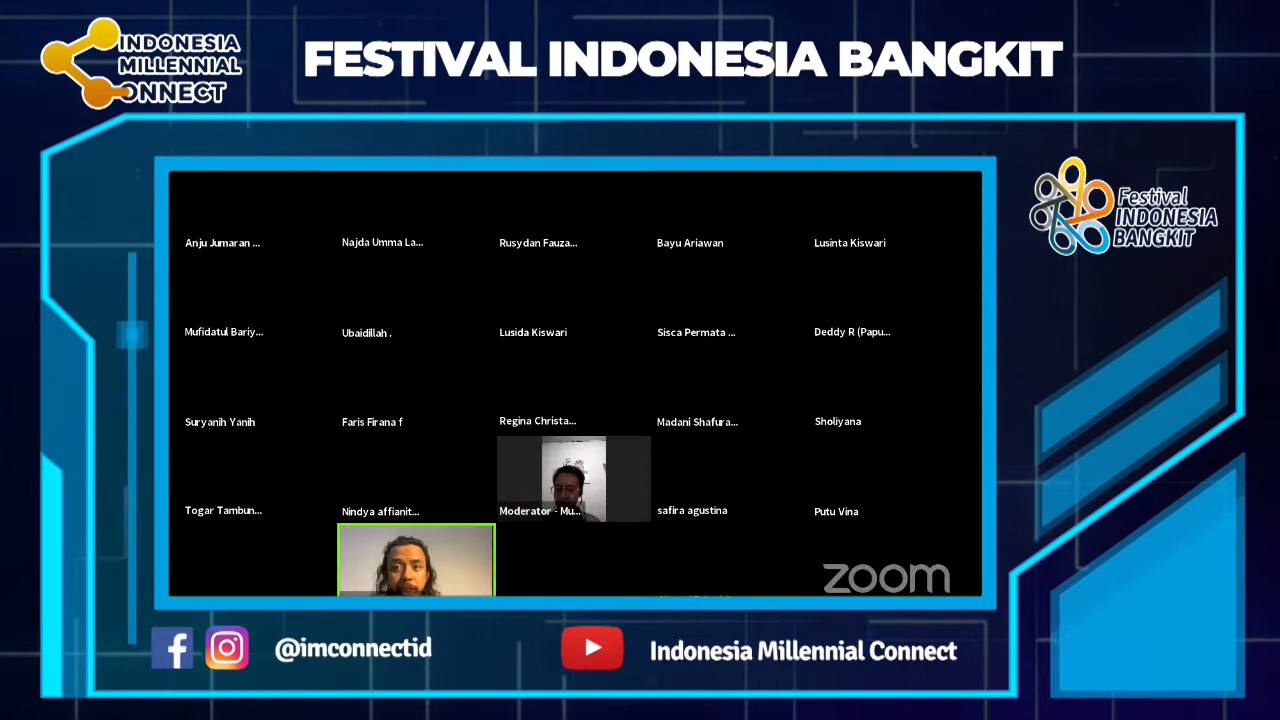 INDONESIA
MILLENNIAL
CONNECT
FESTIVAL INDONESIA BANGKIT
Festival
INDONESIA
BANGKIT
Anju Jumaran ...
Najda Umma La...
Rusydan Fauza...
Bayu Ariawan
Lusinta Kiswari
Mufidatul Bariy...
Ubaidillah .
Lusida Kiswari
Sisca Permata ...
Deddy R (Papu...
Suryanih Yanih
Faris Firana f
Regina Christa...
Madani Shafura...
Sholiyana
Togar Tambun...
Nindya affianit...
Moderator - Mu...
safira agustina
Putu Vina
zoom
@imconnectid
Indonesia Millennial Connect